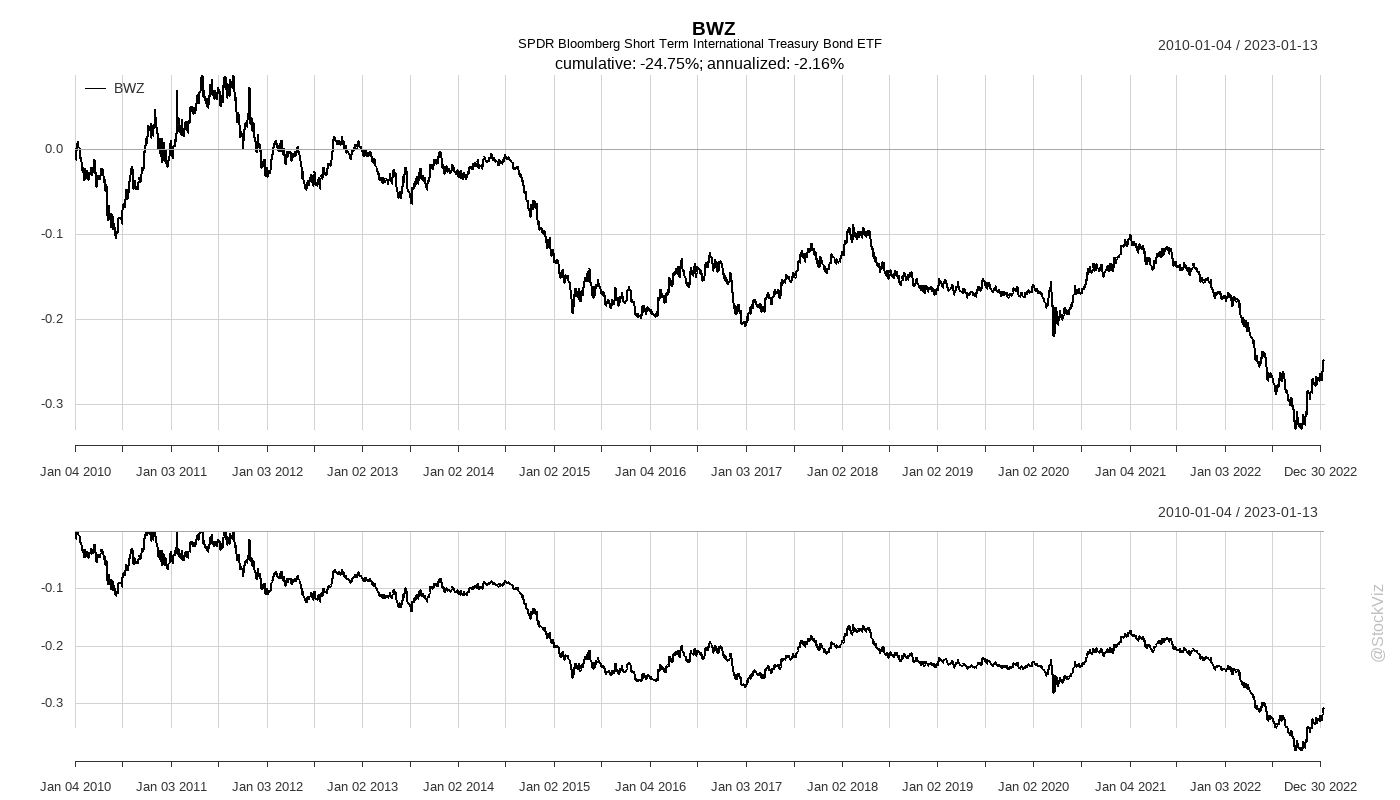 BWZ
SPDR Bloomberg Short Term International Treasury Bond ETF
cumulative: -24.75%; annualized: -2.16%
2010-01-04 / 2023-01-13
BWZ
0.0
-0.1
-0.2
-0.3
Jan 04 2010 Jan 03 2011 Jan 03 2012 Jan 02 2013 Jan 02 2014 Jan 02 2015 Jan 04 2016 Jan 03 2017 Jan 02 2018 Jan 02 2019 Jan 02 2020 Jan 04 2021 Jan 03 2022 Dec 30 2022
2010-01-04 / 2023-01-13
-0.1
-0.2
-0.3
Jan 04 2010 Jan 03 2011 Jan 03 2012 Jan 02 2013 Jan 02 2014 Jan 02 2015 Jan 04 2016 Jan 03 2017 Jan 02 2018 Jan 02 2019 Jan 02 2020 Jan 04 2021 Jan 03 2022 Dec 30 2022
@StockViz